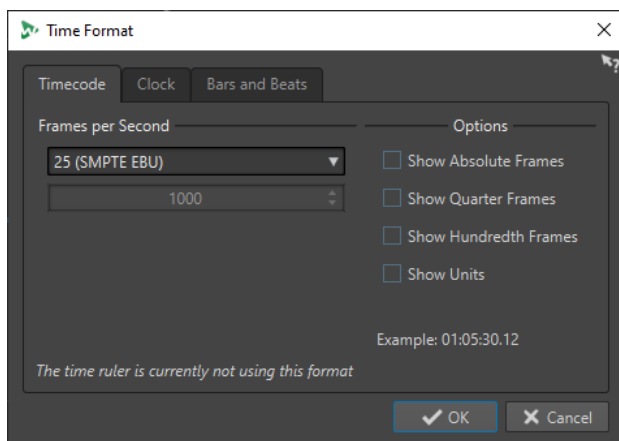 Time Format
Timecode
Clock
Bars and Beats
Frames per Second
Options
25 (SMPTE EBU)
Show Absolute Frames
1000
Show Quarter Frames
Show Hundredth Frames
Show Units
Example: 01:05:30.12
The time ruler is currently not using this format
OK
Cancel